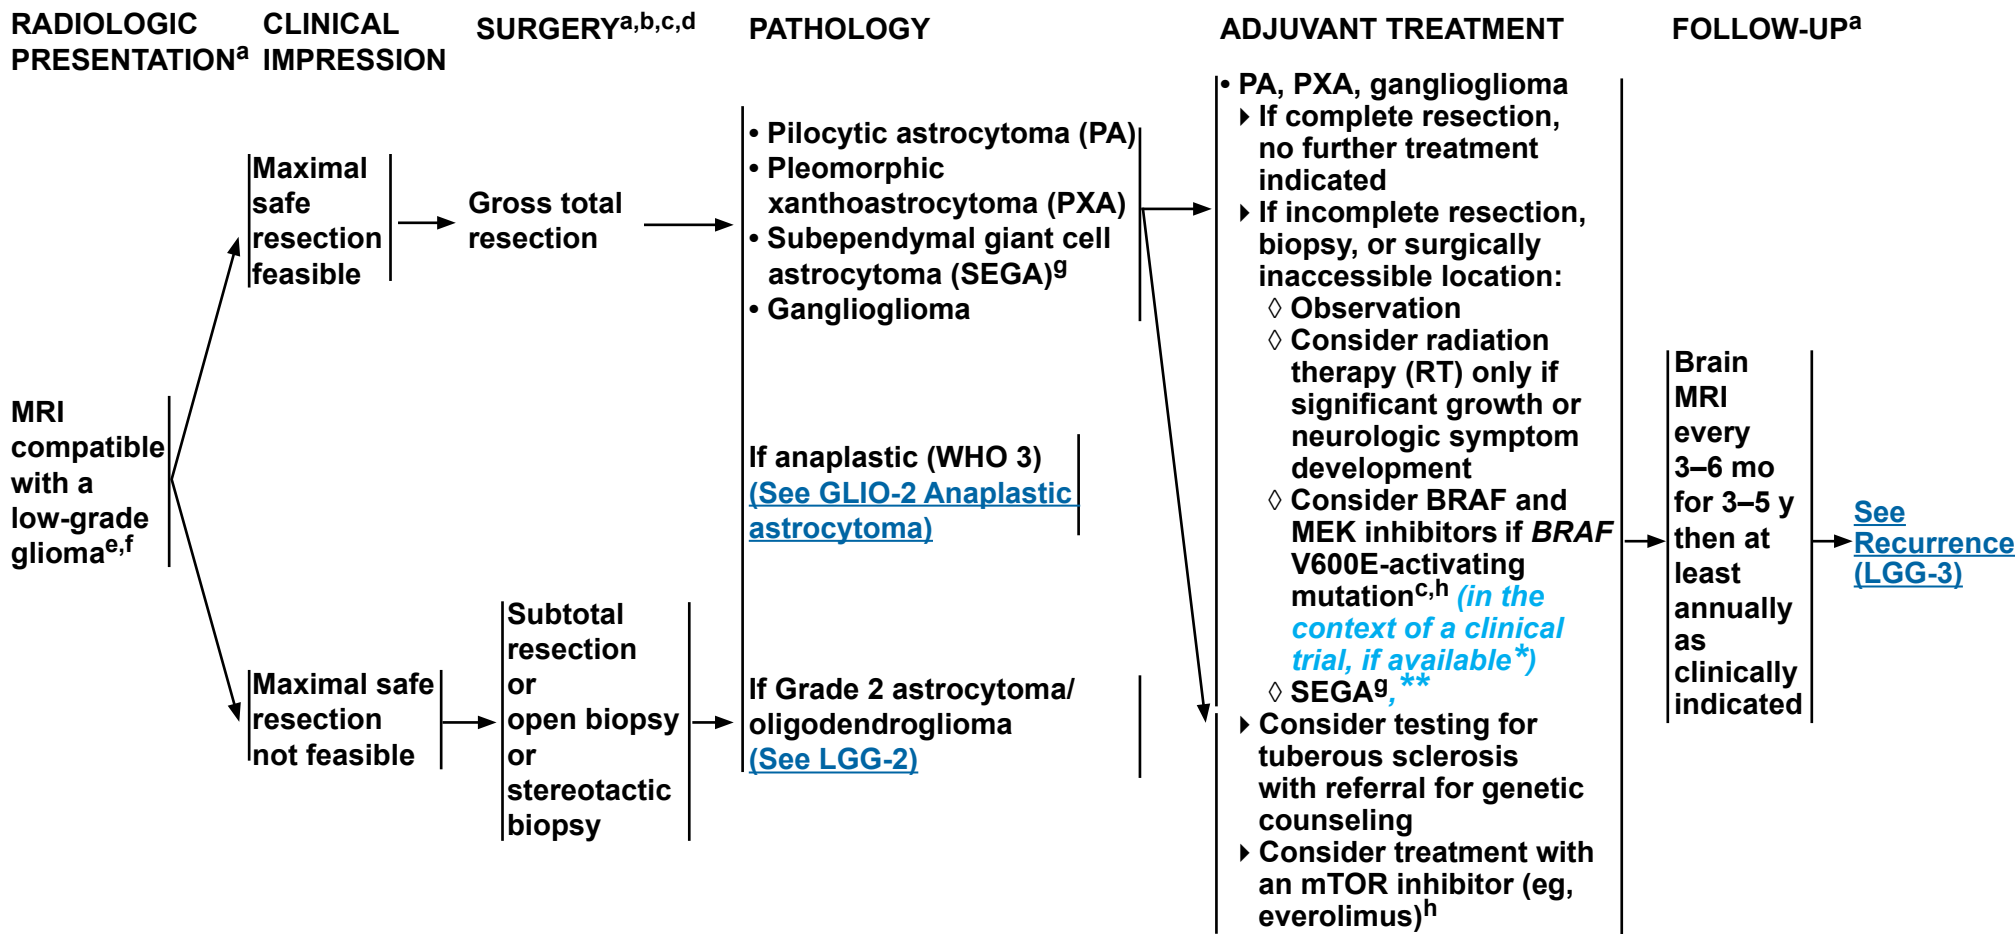 RADIOLOGIC
PRESENTATIONa
CLINICAL
IMPRESSION
SURGERYa,b,c,d
PATHOLOGY
ADJUVANT TREATMENT
FOLLOW-UPa
MRI
compatible
with a
low-grade
gliomae,f
Maximal
safe
resection
feasible
Gross total
resection
Maximal safe
resection
not feasible
Subtotal
resection
or
open biopsy
or
stereotactic
biopsy
• Pilocytic astrocytoma (PA)
• Pleomorphic
xanthoastrocytoma (PXA)
• Subependymal giant cell
astrocytoma (SEGA)g
• Ganglioglioma
If anaplastic (WHO 3)
(See GLIO-2 Anaplastic
astrocytoma)
If Grade 2 astrocytoma/
oligodendroglioma
(See LGG-2)
• PA, PXA, ganglioglioma
▸ If complete resection,
no further treatment
indicated
▸ If incomplete resection,
biopsy, or surgically
inaccessible location:
◊ Observation
◊ Consider radiation
therapy (RT) only if
significant growth or
neurologic symptom
development
◊ Consider BRAF and
MEK inhibitors if BRAF
V600E-activating
mutationc,h (in the
context of a clinical
trial, if available*)
◊ SEGAg,**
▸ Consider testing for
tuberous sclerosis
with referral for genetic
counseling
▸ Consider treatment with
an mTOR inhibitor (eg,
everolimus)h
Brain
MRI
every
3–6 mo
for 3–5 y
then at
least
annually
as
clinically
indicated
See
Recurrence
(LGG-3)